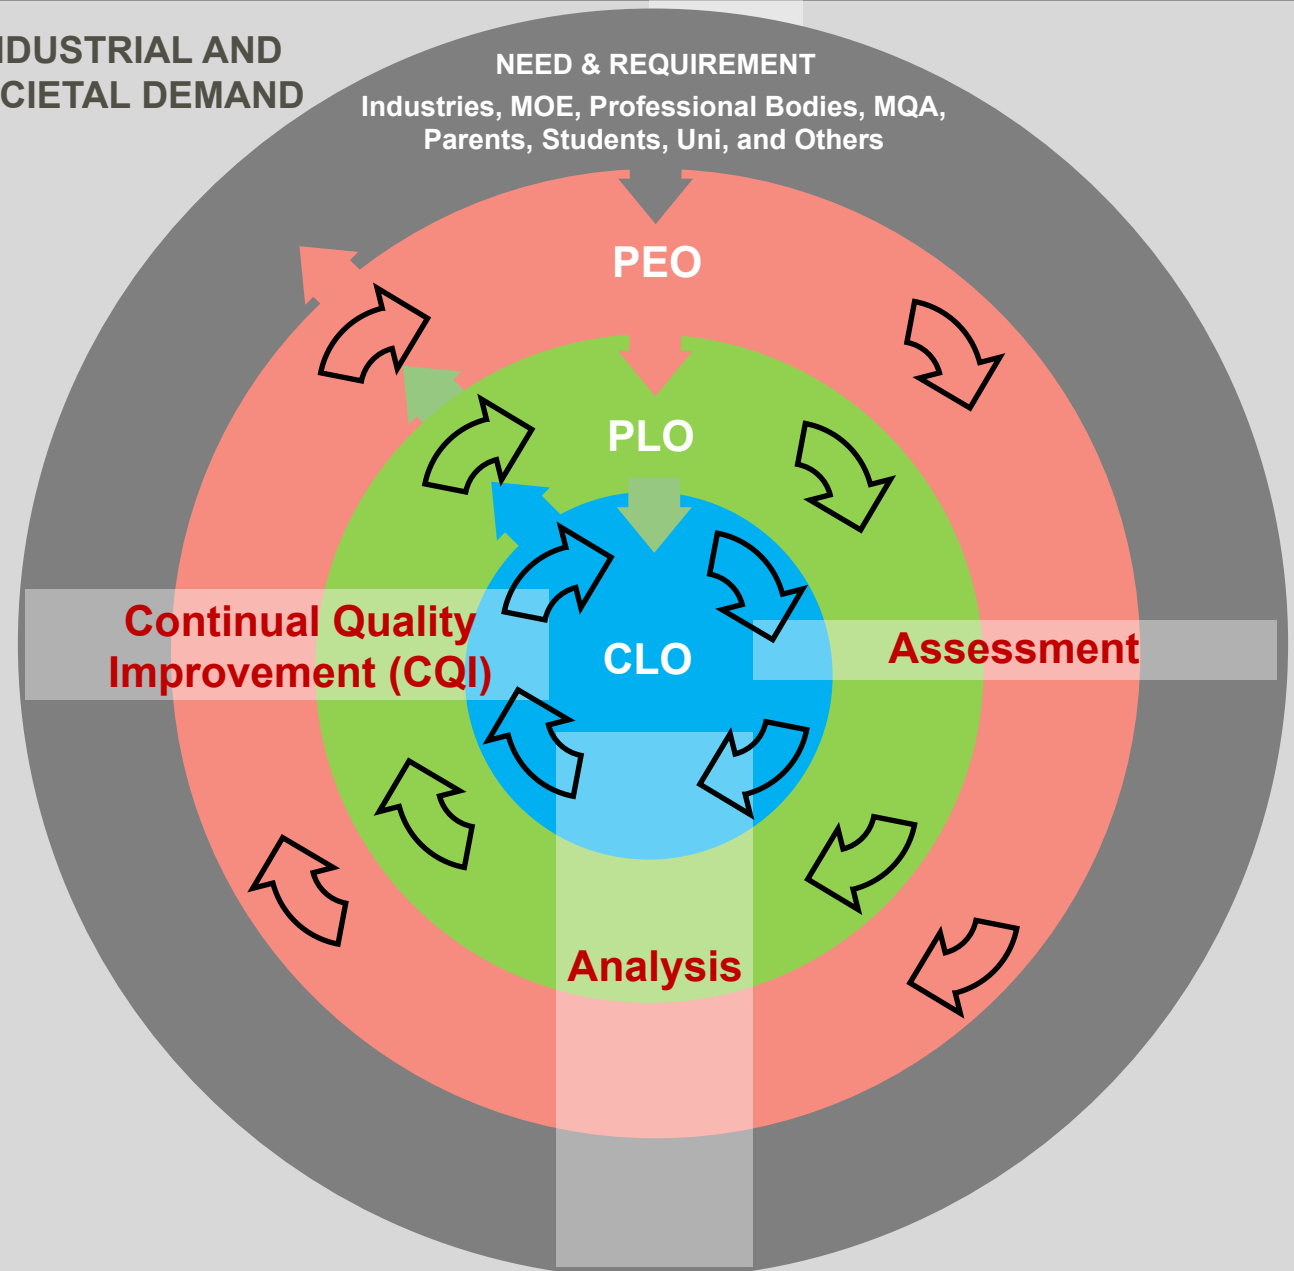 NDUSTRIAL AND
CIETAL DEMAND
NEED & REQUIREMENT
Industries, MOE, Professional Bodies, MQA,
Parents, Students, Uni, and Others
PEO
PLO
CLO
Continual Quality
Improvement (CQI)
Assessment
Analysis